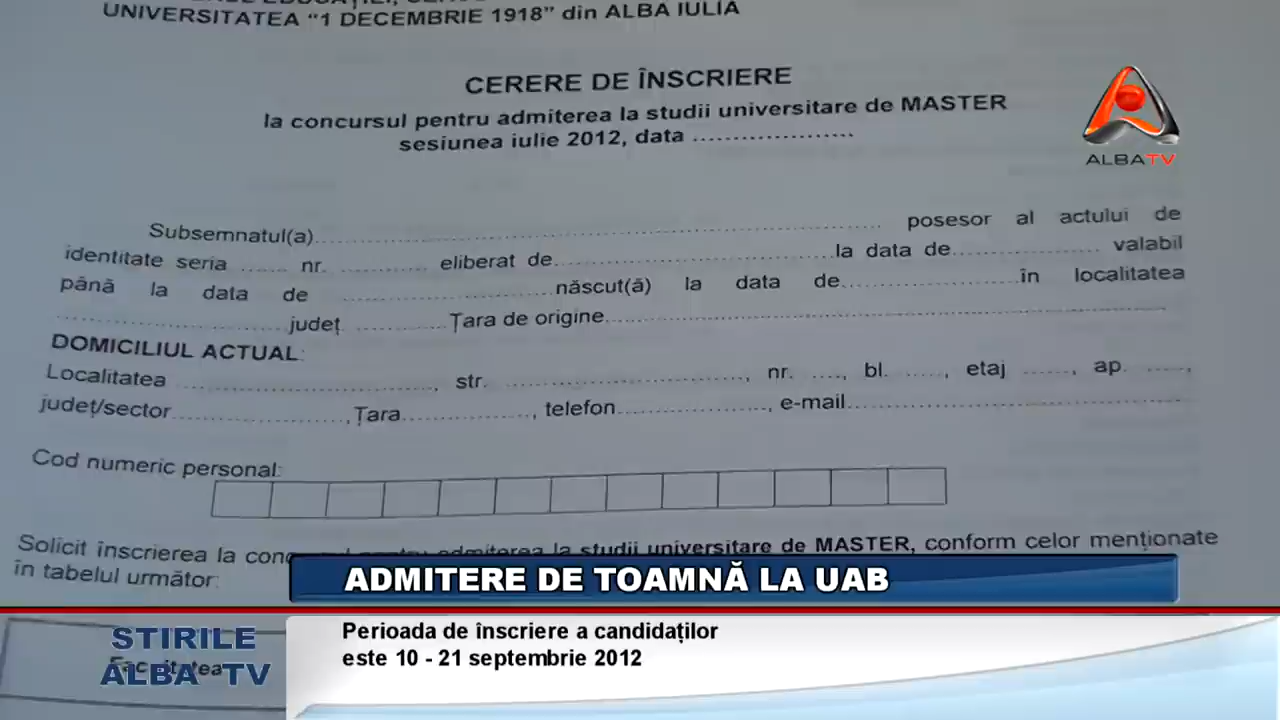 UNIVERSITATEA “1 DECEMBRIE 1918” din ALBA IULIA
CERERE DE ÎNSCRIERE
la concursul pentru admiterea la studii universitare de MASTER
sesiunea iulie 2012, data ....................
ALBATV
Subsemnatul(a)........................................ posesor al actului de
identitate seria ........ nr. ............. eliberat de........................................la data de..................... valabil
până la data de ..............................născut(ă) la data de.....................în localitatea
.................................județ ............... Țara de origine........................................
DOMICILIUL ACTUAL:
Localitatea ........................................, str. ...................................., nr. ....., bl. ......., etaj ......., ap. ......,
județ/sector........................., Țara..................., telefon......................, e-mail........................................
Cod numeric personal:
Solicit înscrierea la studii universitare de MASTER, conform celor menționate
în tabelul următor:
ADMITERE DE TOAMNĂ LA UAB
Perioada de înscriere a candidaților
este 10 - 21 septembrie 2012
STIRILE
ALBA TV